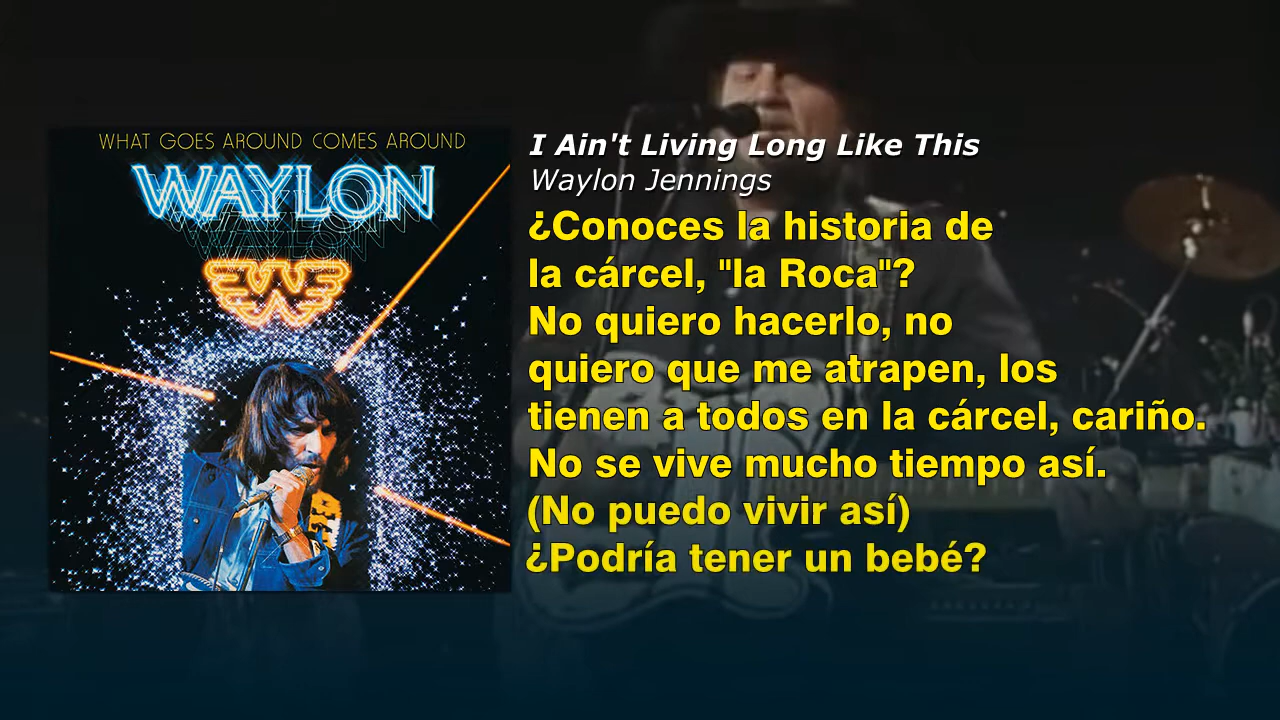 WHAT GOES AROUND COMES AROUND
WAYLON
I Ain't Living Long Like This
Waylon Jennings
¿Conoces la historia de
la cárcel, "la Roca"?
No quiero hacerlo, no
quiero que me atrapen, los
tienen a todos en la cárcel, cariño.
No se vive mucho tiempo así.
(No puedo vivir así)
¿Podría tener un bebé?